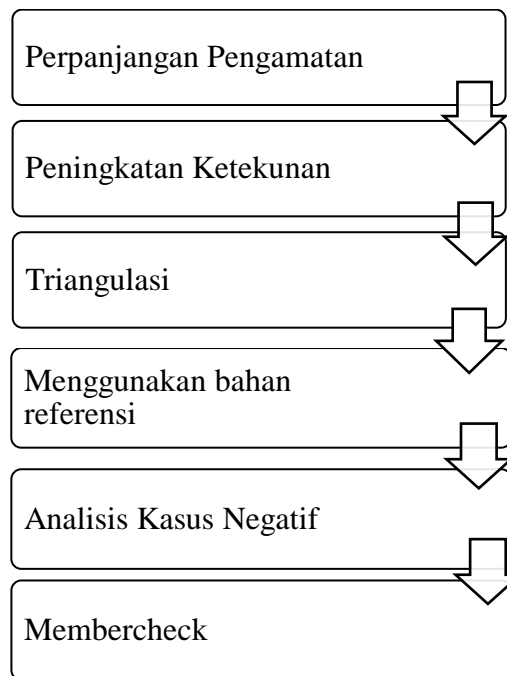 Perpanjangan Pengamatan
Peningkatan Ketekunan
Triangulasi
Menggunakan bahan
referensi
Analisis Kasus Negatif
Membercheck